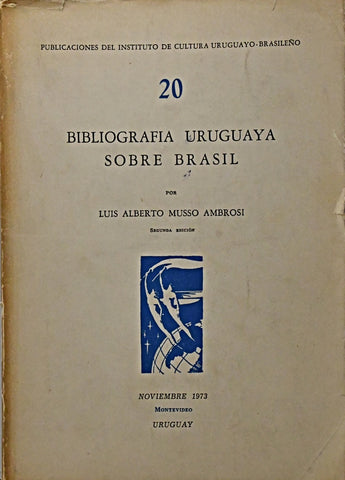 PUBLICACIONES DEL INSTITUTO DE CULTURA URUGUAYO-BRASILEÑO
20
BIBLIOGRAFIA URUGUAYA
SOBRE BRASIL
POR
LUIS ALBERTO MUSSO AMBROSI
SEGUNDA EDICIÓN
NOVIEMBRE 1973
MONTEVIDEO
URUGUAY